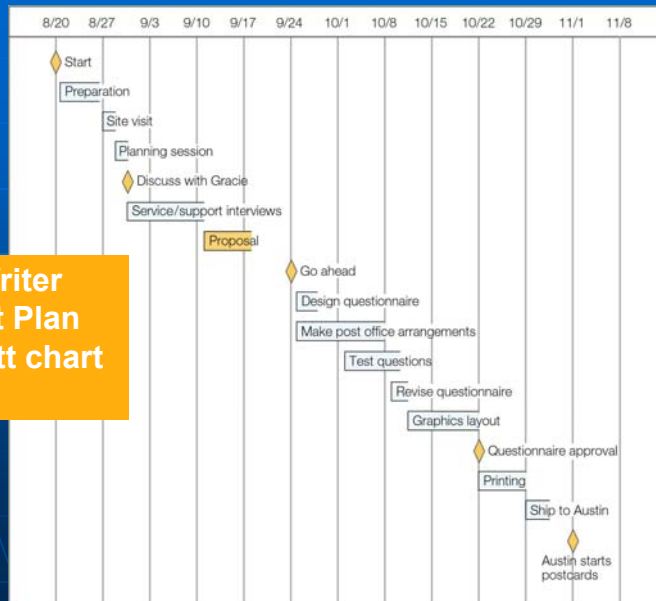 8/20 8/27 9/3 9/10 9/17 9/24 10/1 10/8 10/15 10/22 10/29 11/1 11/8
Start
Preparation
Site visit
Planning session
Discuss with Gracie
Service/support interviews
Proposal
Go ahead
Design questionnaire
Make post office arrangements
Test questions
Revise questionnaire
Graphics layout
Questionnaire approval
Printing
Ship to Austin
Austin starts
postcards
Plan
chart